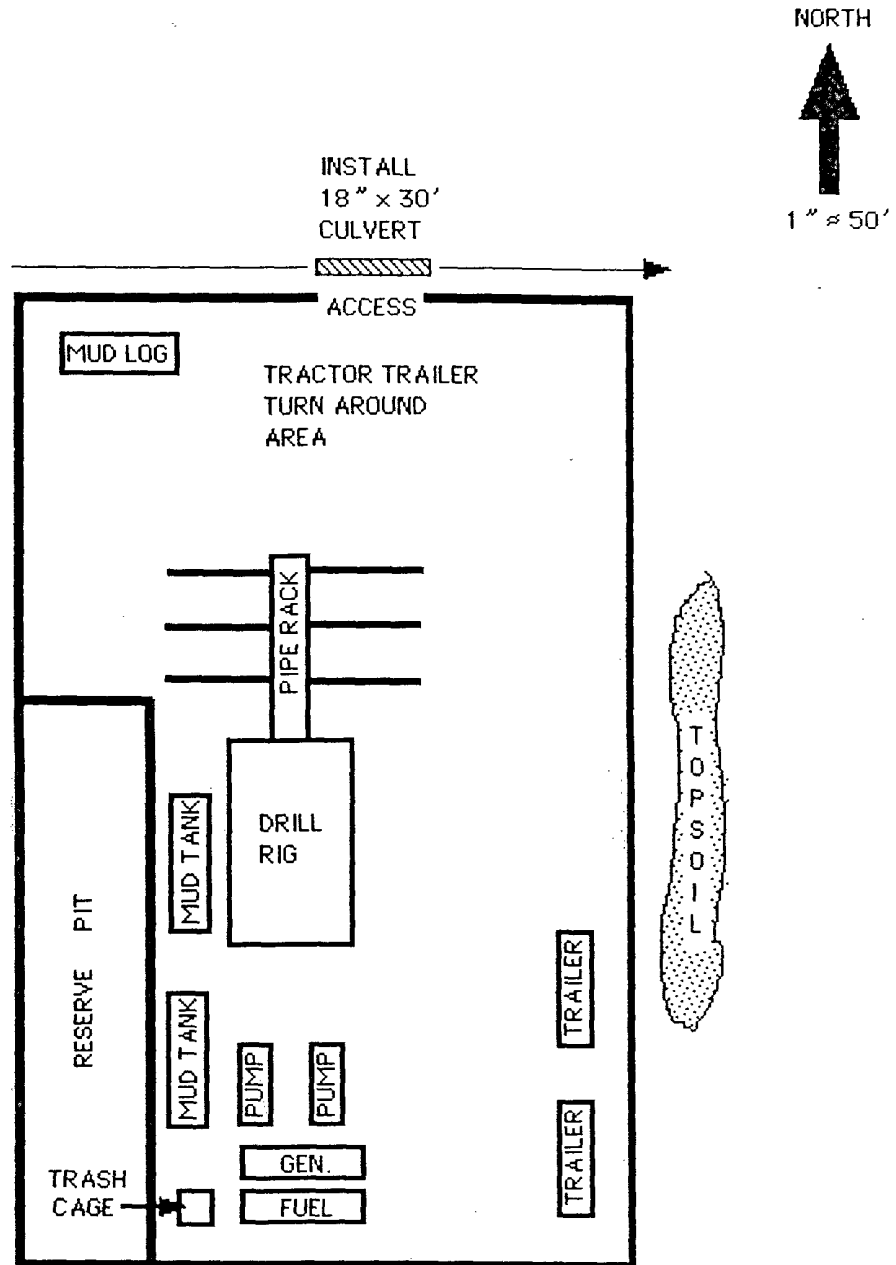 NORTH
1" ≈ 50'
INSTALL
18" x 30'
CULVERT
ACCESS
MUD LOG
TRACTOR TRAILER
TURN AROUND
AREA
PIPE RACK
DRILL
RIG
MUD TANK
TOPSOIL
RESERVE PIT
TRAILER
MUD TANK
PUMP
PUMP
TRAILER
GEN.
FUEL
TRASH
CAGE